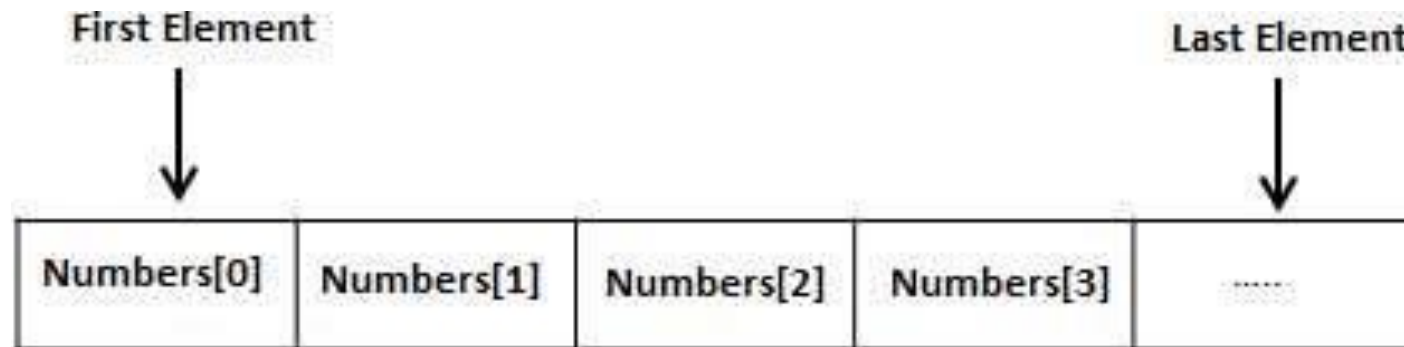 First Element
Last Element
Numbers[0] Numbers[1] Numbers[2] Numbers[3] .....